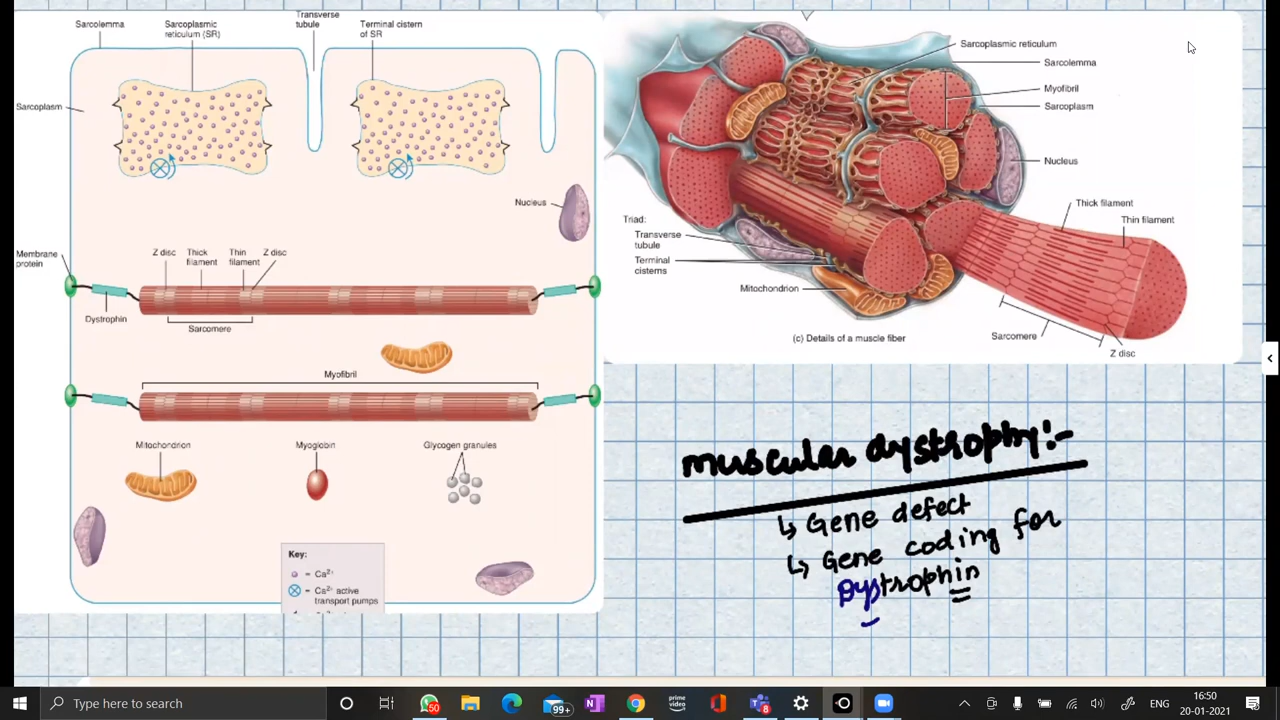 Sarcolemma
Sarcoplasmic
reticulum (SR)
Transverse
tubule
Terminal cistern
of SR
Sarcoplasm
Nucleus
Membrane
protein
Z disc
Thick
filament
Thin
filament
Z disc
Dystrophin
Sarcomere
Myofibril
Mitochondrion
Myoglobin
Glycogen granules
Key:
= Ca2+
= Ca2+ active
transport pumps
Sarcoplasmic reticulum
Sarcolemma
Myofibril
Sarcoplasm
Nucleus
Thick filament
Thin filament
Triad:
Transverse
tubule
Terminal
cisterns
Mitochondrion
Sarcomere
Z disc
(c) Details of a muscle fiber
muscular dystrophy:-
↳ Gene defect
↳ Gene coding for
Dystrophin
Type here to search
50
99+
8
ENG
16:50
20-01-2021